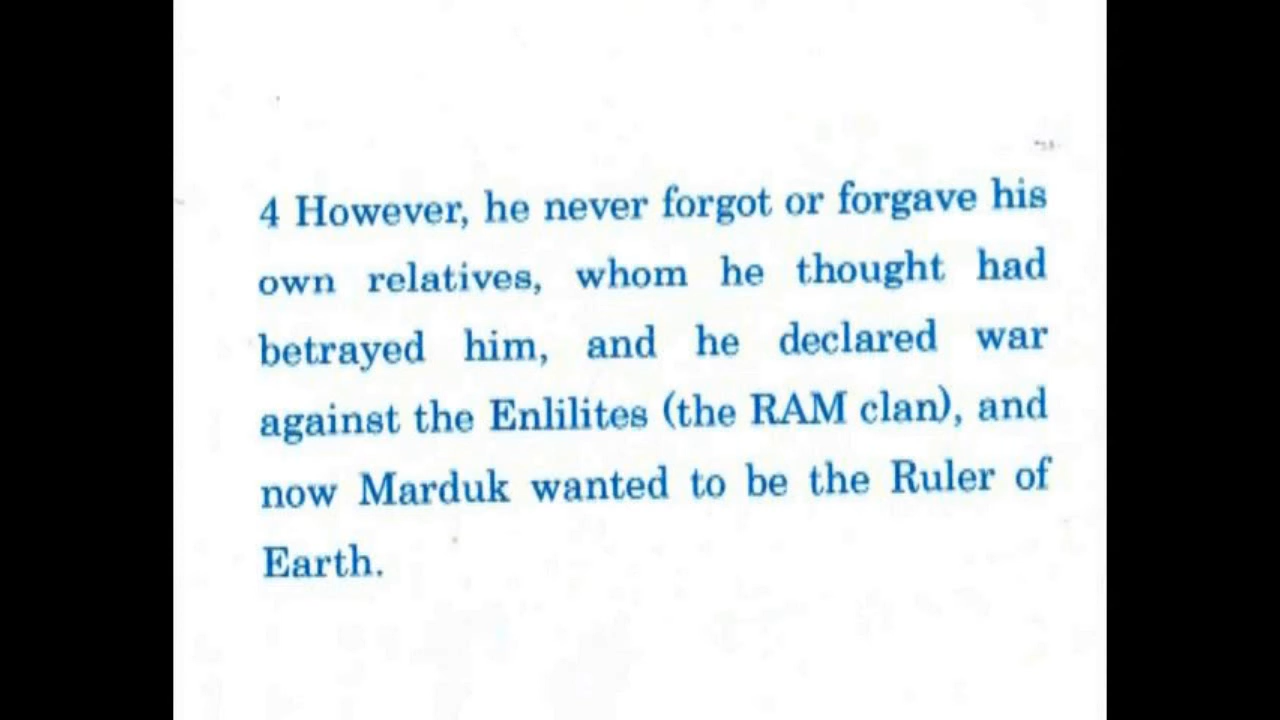 4 However, he never forgot or forgave his
own relatives, whom he thought had
betrayed him, and he declared war
against the Enlilites (the RAM clan), and
now Marduk wanted to be the Ruler of
Earth.